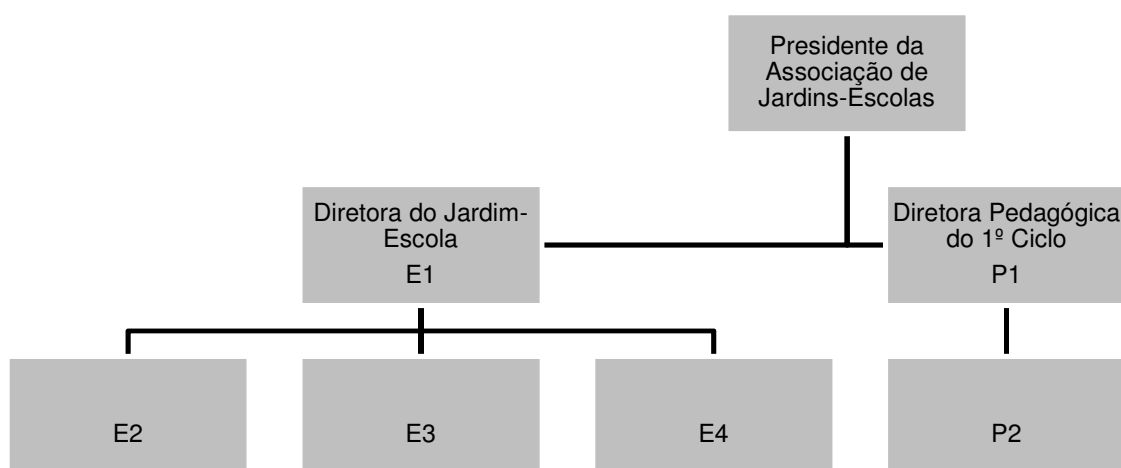 Presidente da
Associação de
Jardins-Escolas
Diretora do Jardim-
Escola
E1
Diretora Pedagógica
do 1º Ciclo
P1
E2
E3
E4
P2